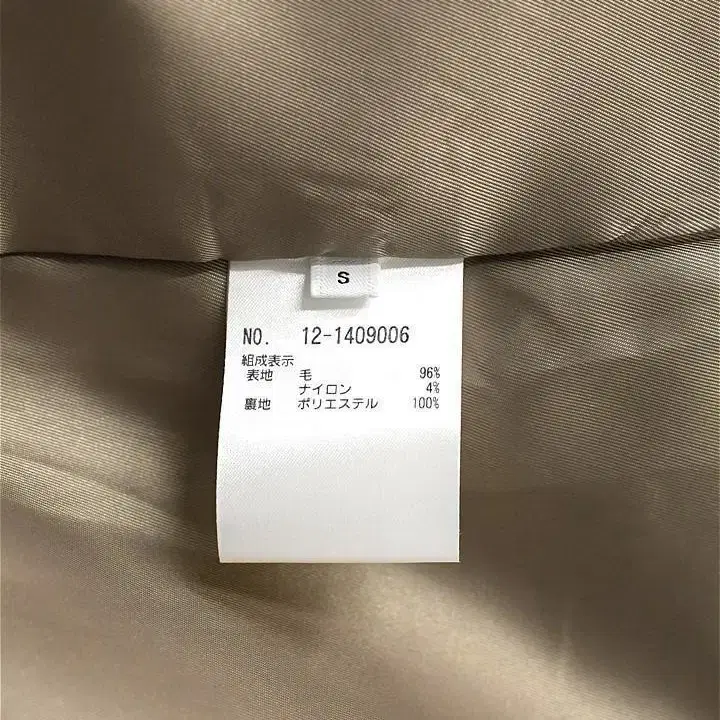 S
NO. 12-1409006
組成表示
表地 毛 96%
ナイロン 4%
裏地 ポリエステル 100%